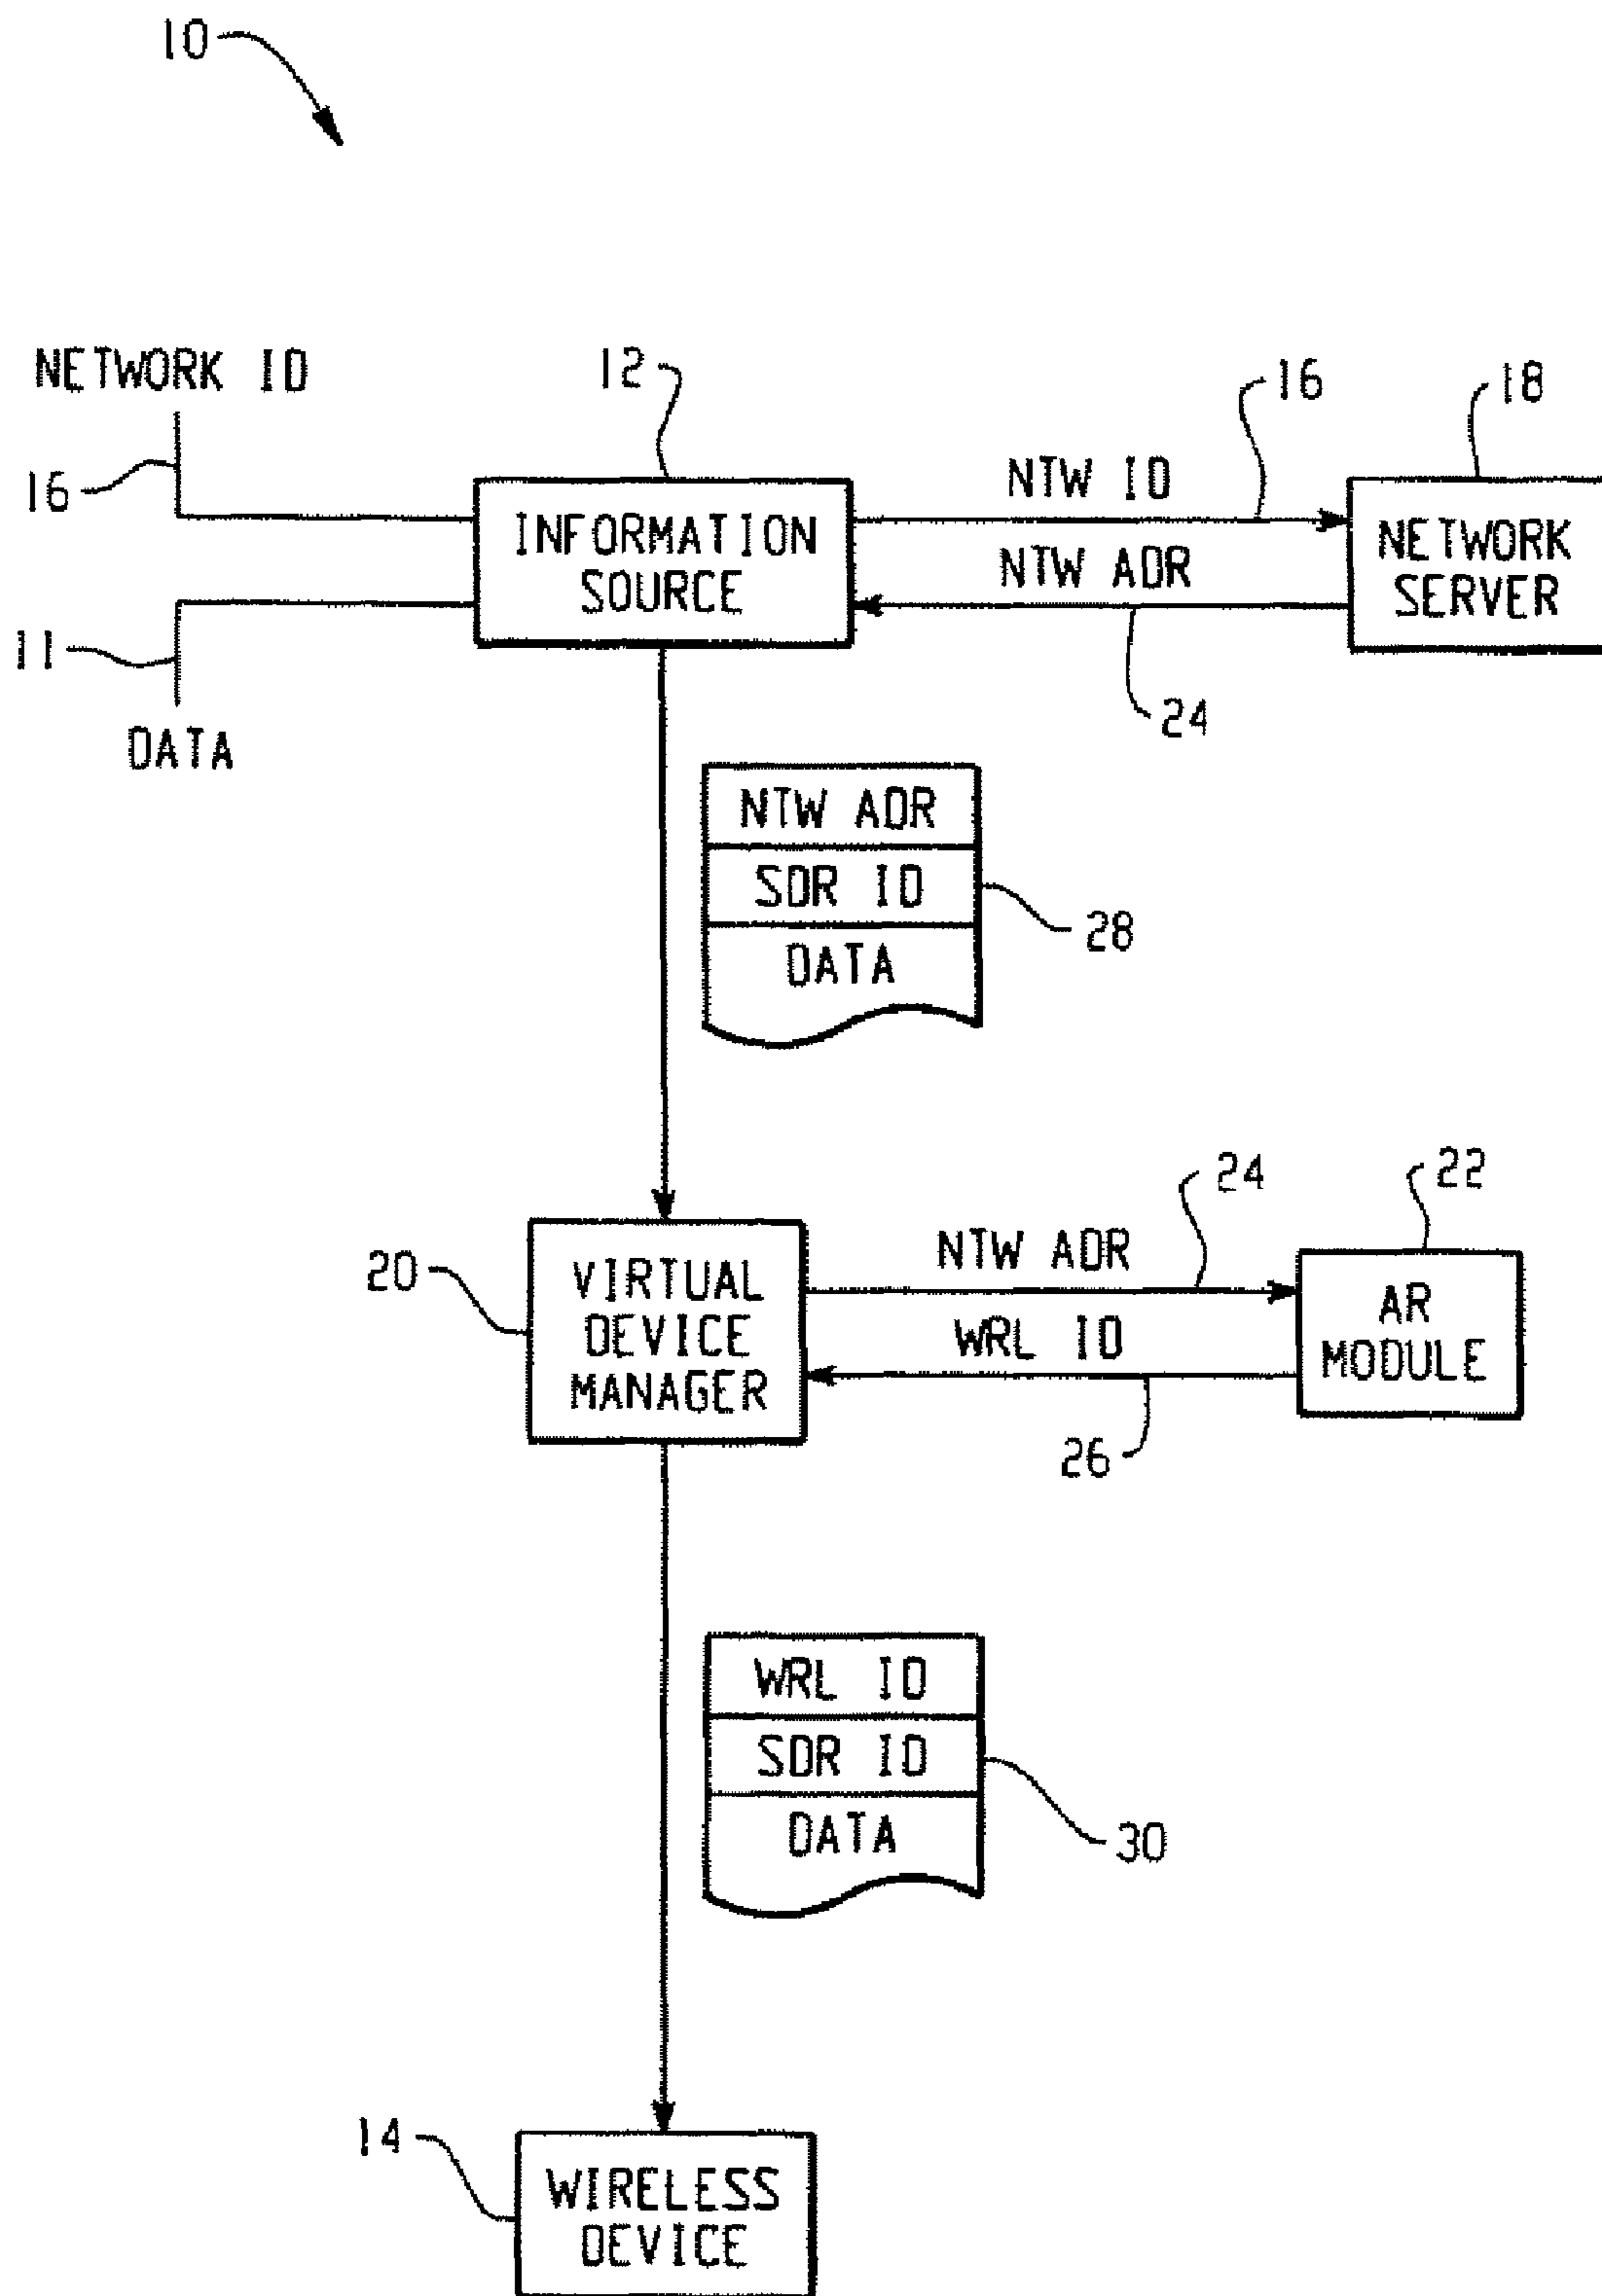 10
NETWORK ID
12
16
18
16
NTW ID
INFORMATION
SOURCE
NETWORK
SERVER
NTW ADR
11
24
DATA
NTW ADR
SDR ID
28
DATA
24
22
20
NTW ADR
VIRTUAL
DEVICE
MANAGER
AR
MODULE
WRL ID
26
WRL ID
SDR ID
30
DATA
14
WIRELESS
DEVICE